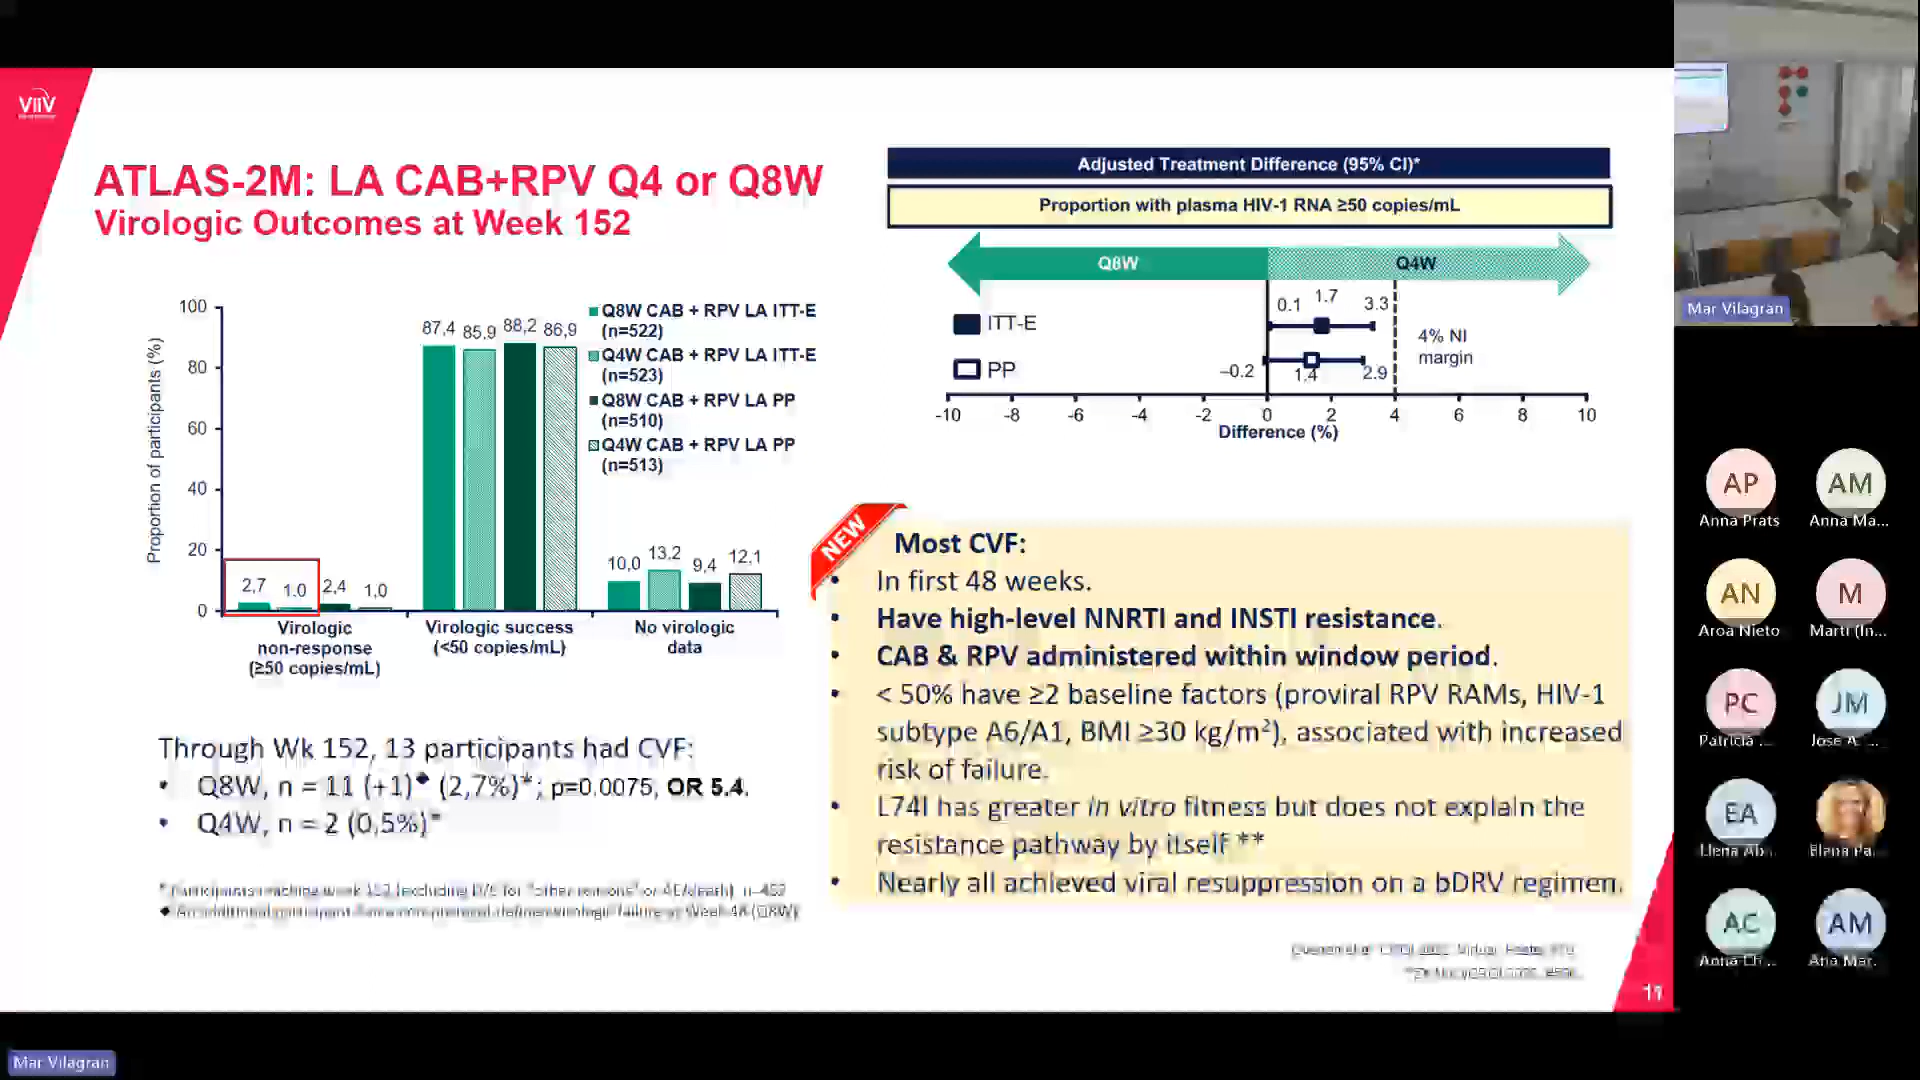 ViiV
ATLAS-2M: LA CAB+RPV Q4 or Q8W
Virologic Outcomes at Week 152
Proportion of participants (%)
100
80
60
40
20
0
2,7
1.0
2,4
1,0
87,4
85,9
88,2
86,9
10,0
13,2
9,4
12,1
Virologic
non-response
(≥50 copies/mL)
Virologic success
(<50 copies/mL)
No virologic
data
Q8W CAB + RPV LA ITT-E
(n=522)
Q4W CAB + RPV LA ITT-E
(n=523)
Q8W CAB + RPV LA PP
(n=510)
Q4W CAB + RPV LA PP
(n=513)
Through Wk 152, 13 participants had CVF:
• Q8W, n = 11 (+1)◆ (2,7%)*; p=0.0075, OR 5.4.
• Q4W, n = 2 (0,5%)*
Adjusted Treatment Difference (95% CI)*
Proportion with plasma HIV-1 RNA ≥50 copies/mL
Q8W
Q4W
ITT-E
0.1
1.7
3.3
PP
–0.2
1.4
2.9
4% NI
margin
-10 -8 -6 -4 -2 0 2 4 6 8 10
Difference (%)
NEW
Most CVF:
• In first 48 weeks.
• Have high-level NNRTI and INSTI resistance.
• CAB & RPV administered within window period.
• < 50% have ≥2 baseline factors (proviral RPV RAMs, HIV-1
subtype A6/A1, BMI ≥30 kg/m²), associated with increased
risk of failure.
• L74I has greater in vitro fitness but does not explain the
resistance pathway by itself **
• Nearly all achieved viral resuppression on a bDRV regimen.
11
Mar Vilagran
Mar Vilagran
AP
Anna Prats
AM
Anna Ma...
AN
Aroa Nieto
M
Martí (In...
PC
Patricia ...
JM
Jose A. ...
EA
Elena Ab...
Eliana Pa...
AC
Anna Ch...
AM
Ana Mar...